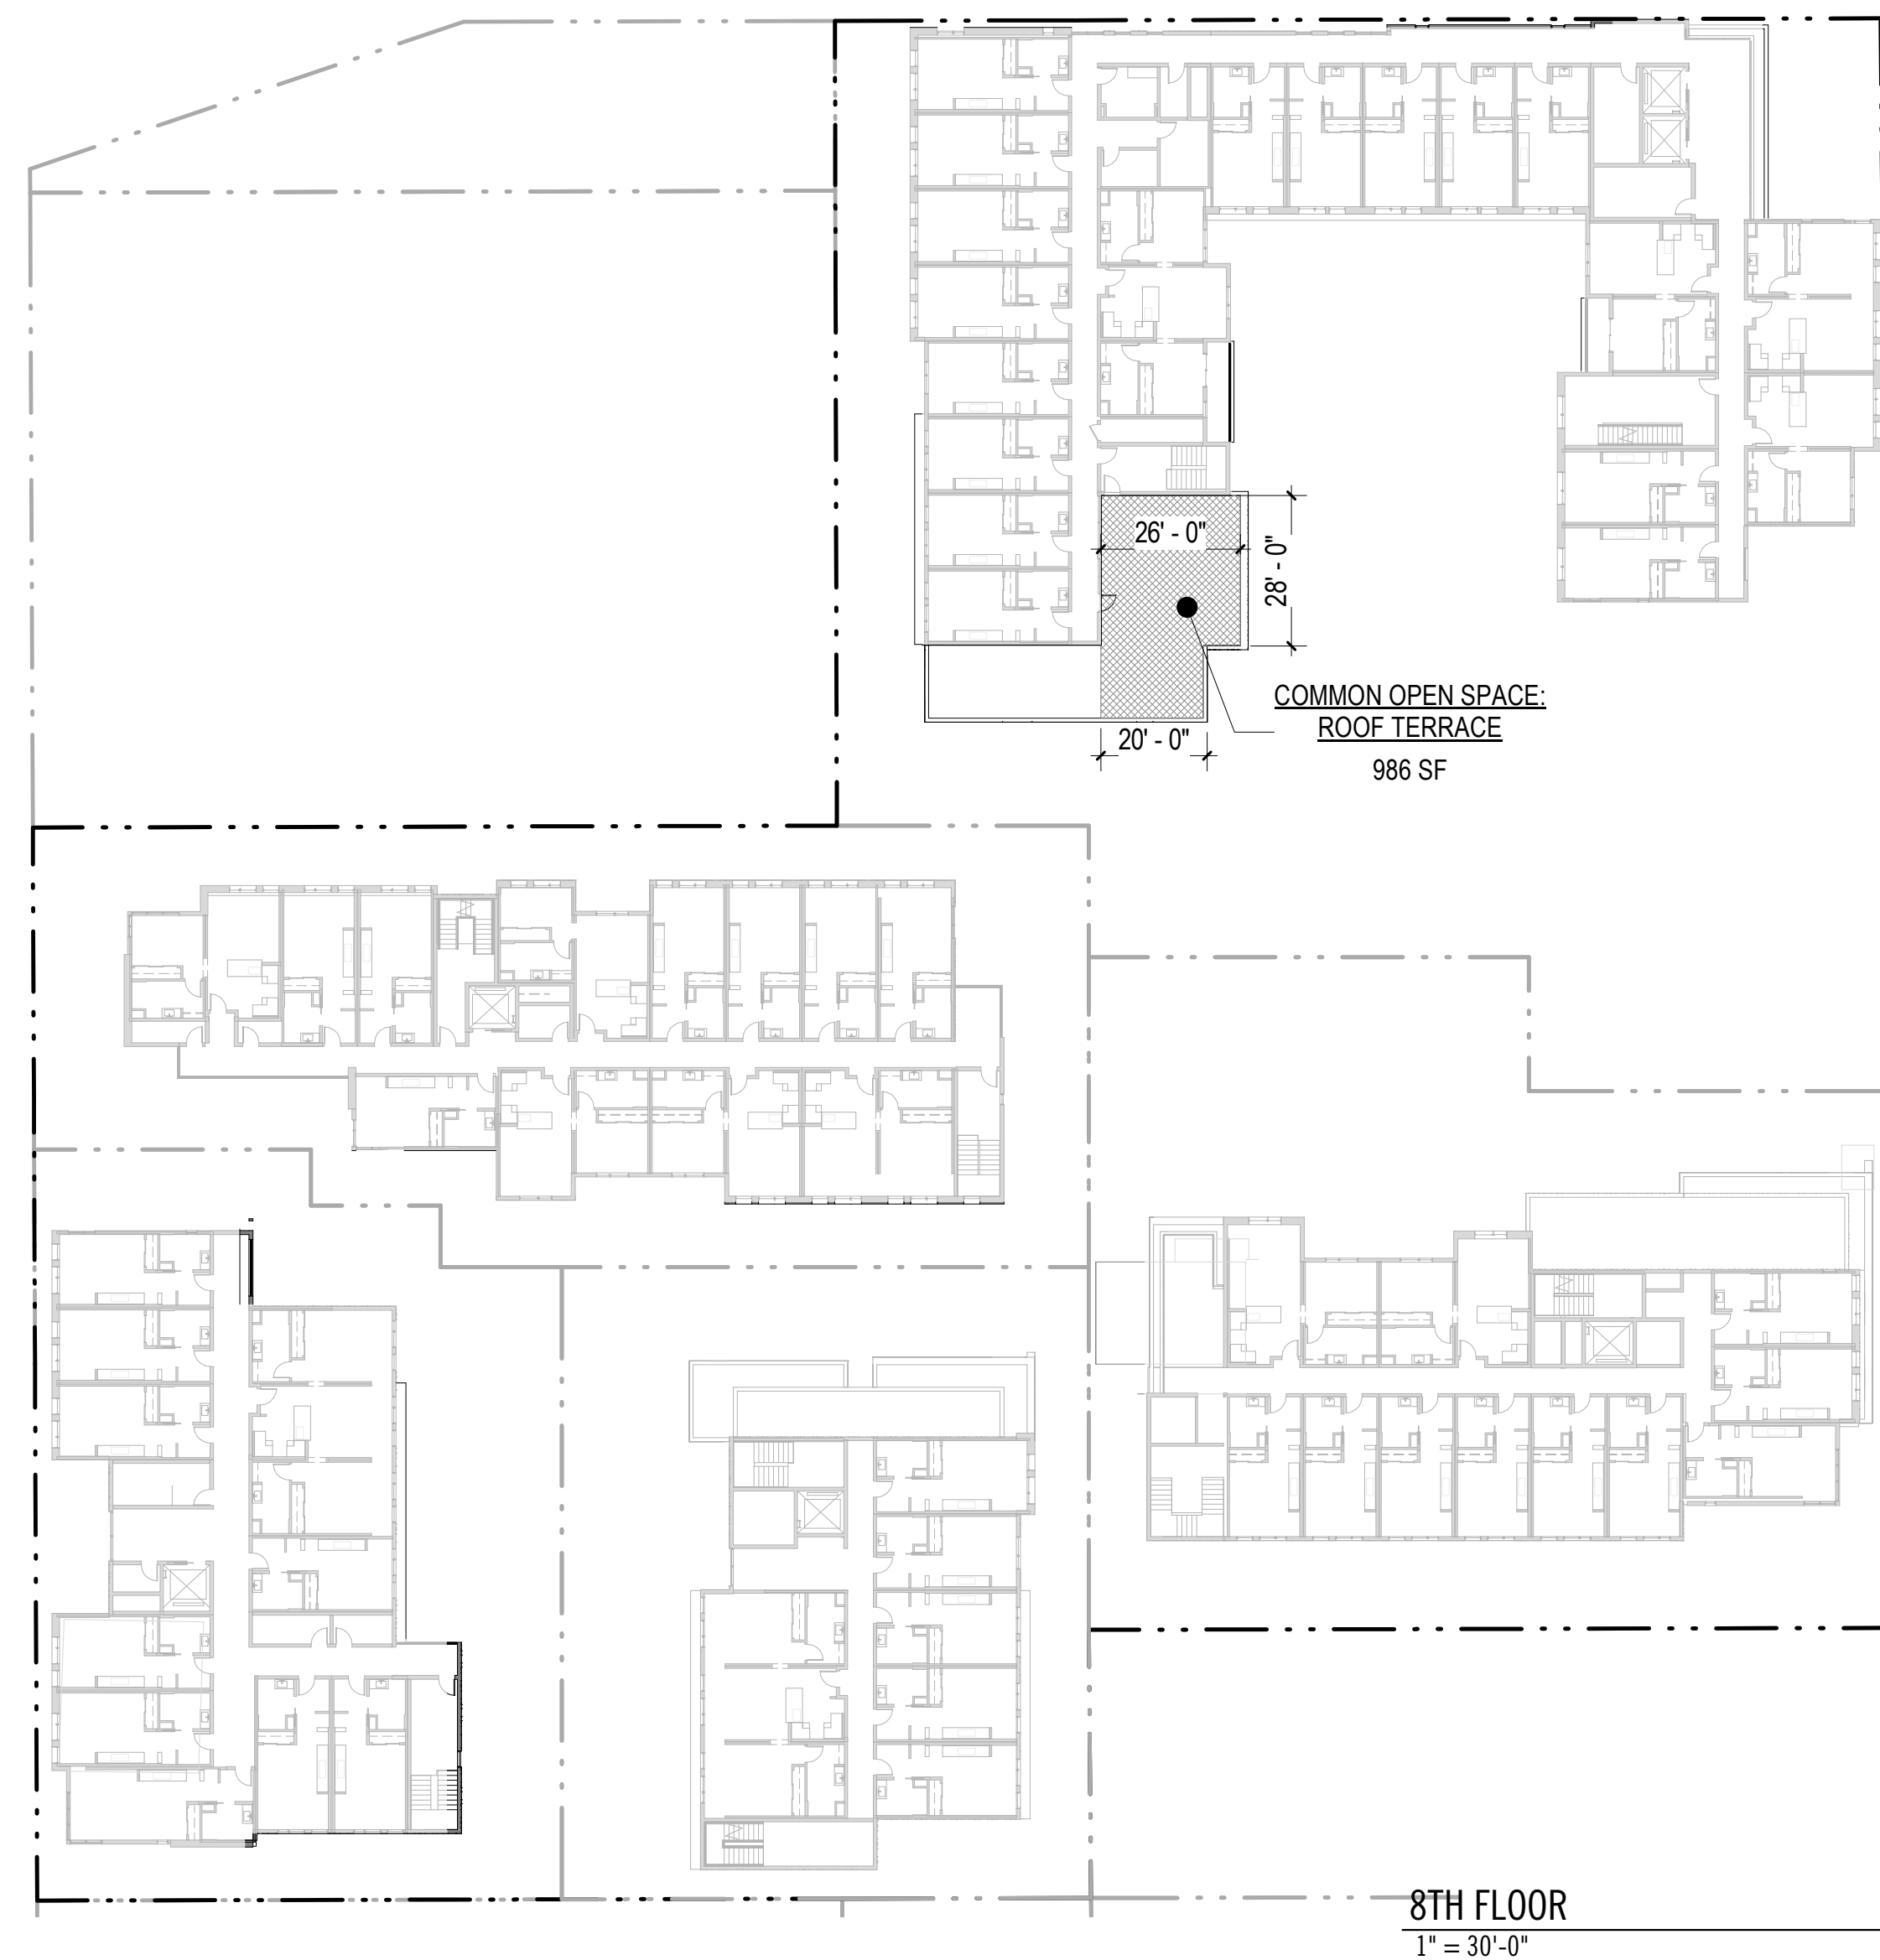 26' - 0"
28' - 0"
COMMON OPEN SPACE:
ROOF TERRACE
986 SF
20' - 0"
8TH FLOOR
1" = 30'-0"